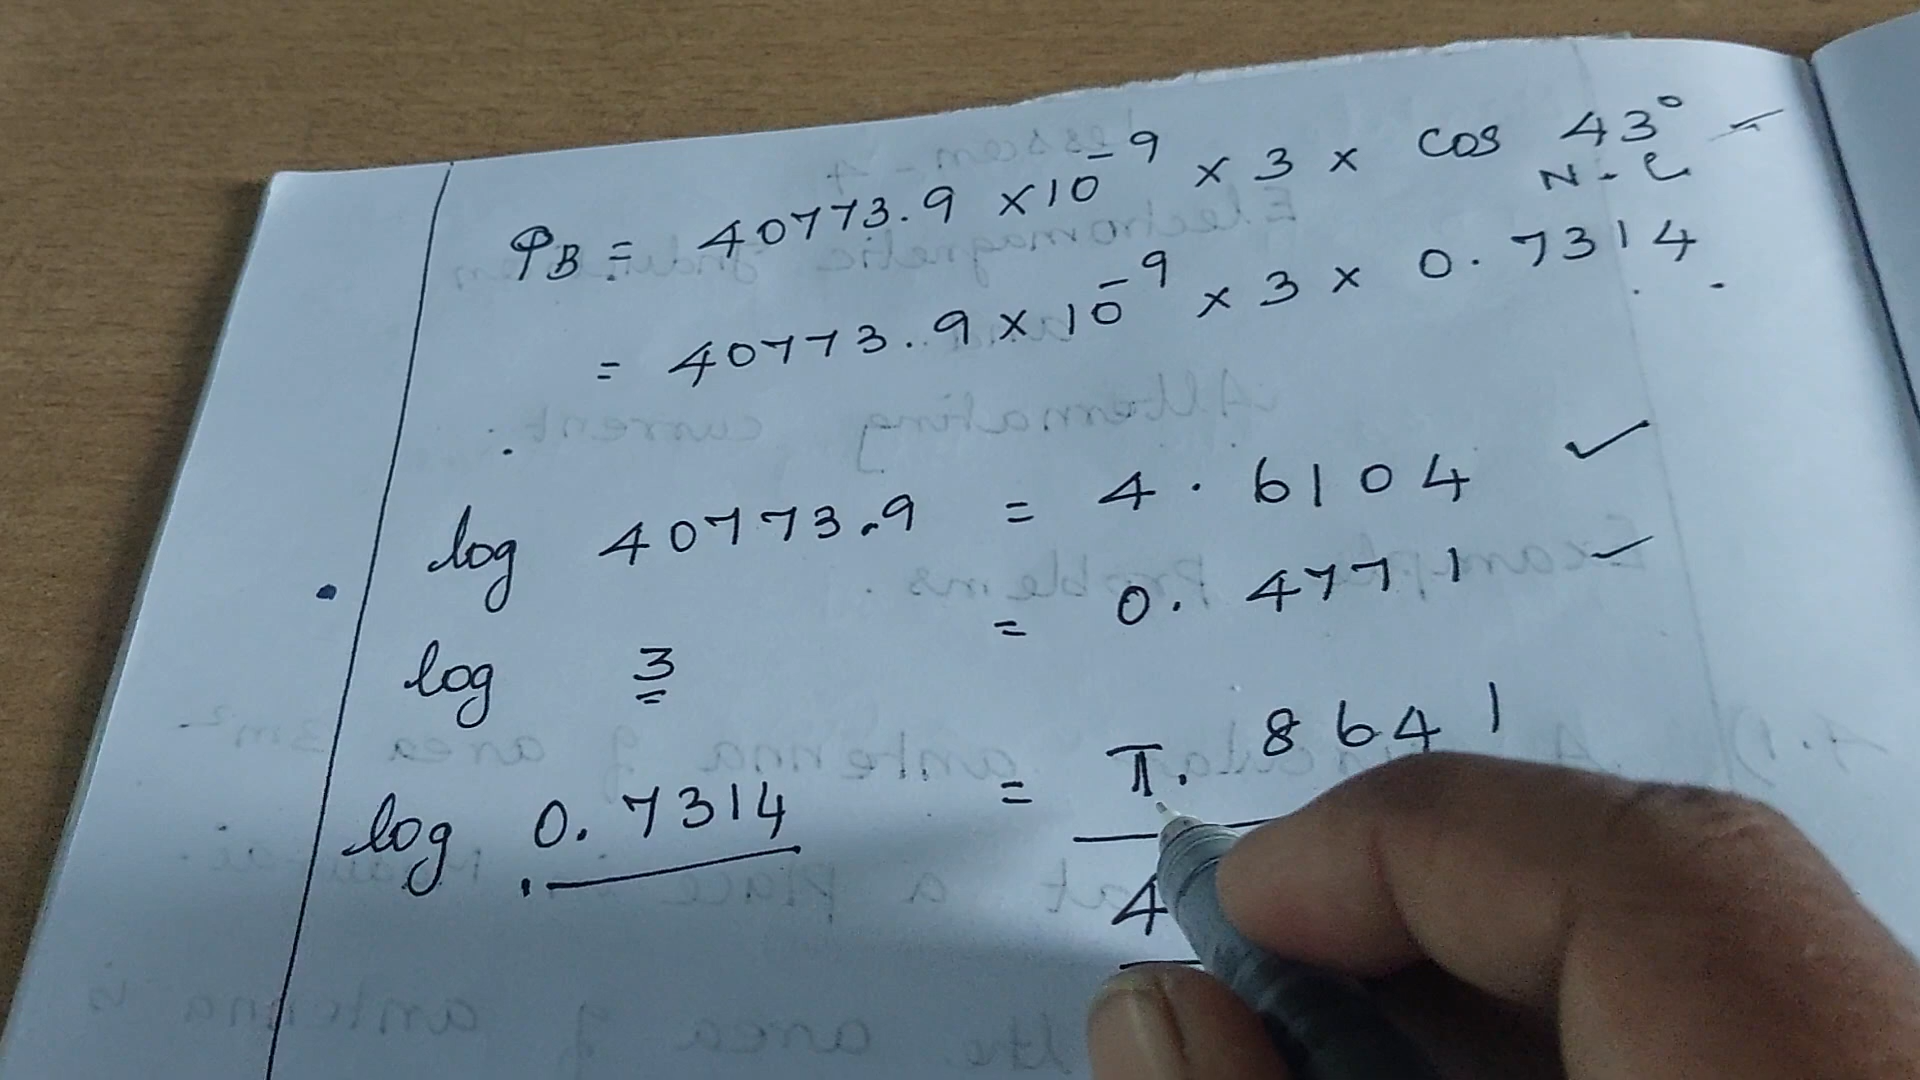 Φ_B = 40773.9 × 10⁻⁹ × 3 × cos 43°
N-C
= 40773.9 × 10⁻⁹ × 3 × 0.7314
log 40773.9 = 4.6104 ✓
log 3 = 0.4771 ✓
log 0.7314 = 1̅.8641
4